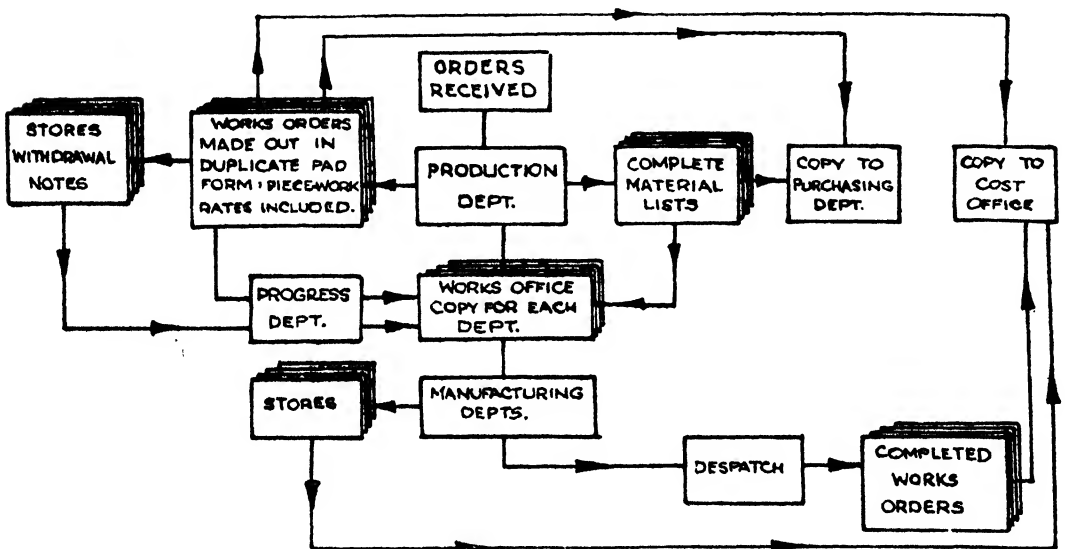 ORDERS
RECEIVED
STORES
WITHDRAWAL
NOTES
WORKS ORDERS
MADE OUT IN
DUPLICATE PAD
FORM: PIECEWORK
RATES INCLUDED.
PRODUCTION
DEPT.
COMPLETE
MATERIAL
LISTS
COPY TO
PURCHASING
DEPT.
COPY TO
COST
OFFICE
PROGRESS
DEPT.
WORKS OFFICE
COPY FOR EACH
DEPT.
STORES
MANUFACTURING
DEPTS.
DESPATCH
COMPLETED
WORKS
ORDERS